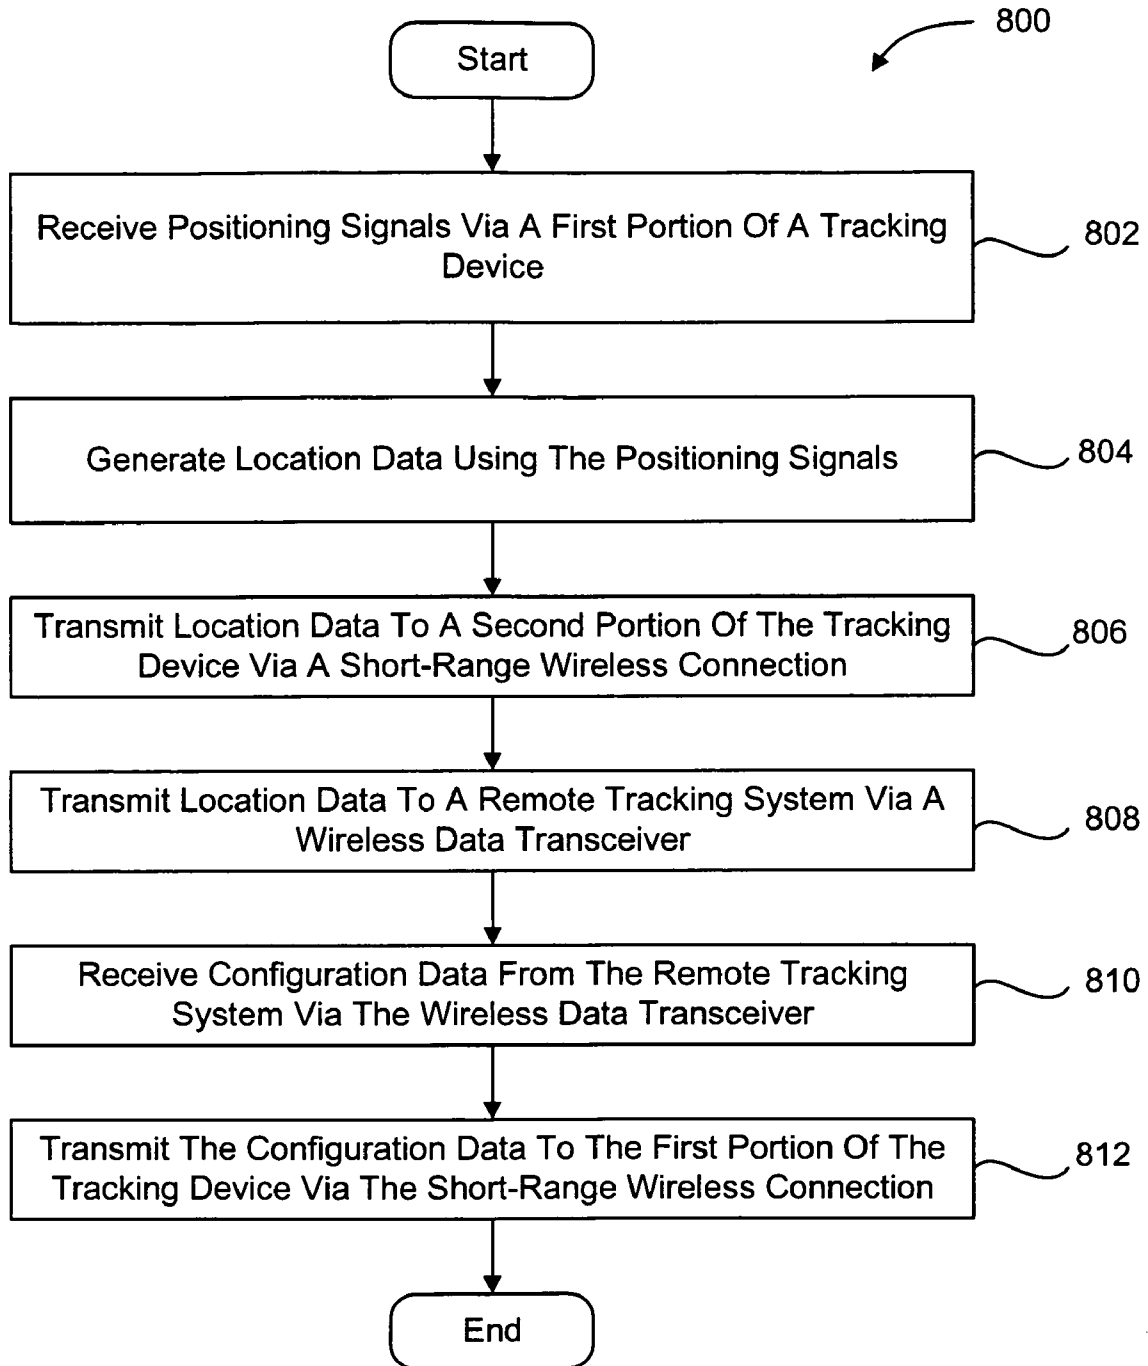 800
Start
Receive Positioning Signals Via A First Portion Of A Tracking
Device
802
Generate Location Data Using The Positioning Signals
804
Transmit Location Data To A Second Portion Of The Tracking
Device Via A Short-Range Wireless Connection
806
Transmit Location Data To A Remote Tracking System Via A
Wireless Data Transceiver
808
Receive Configuration Data From The Remote Tracking
System Via The Wireless Data Transceiver
810
Transmit The Configuration Data To The First Portion Of The
Tracking Device Via The Short-Range Wireless Connection
812
End